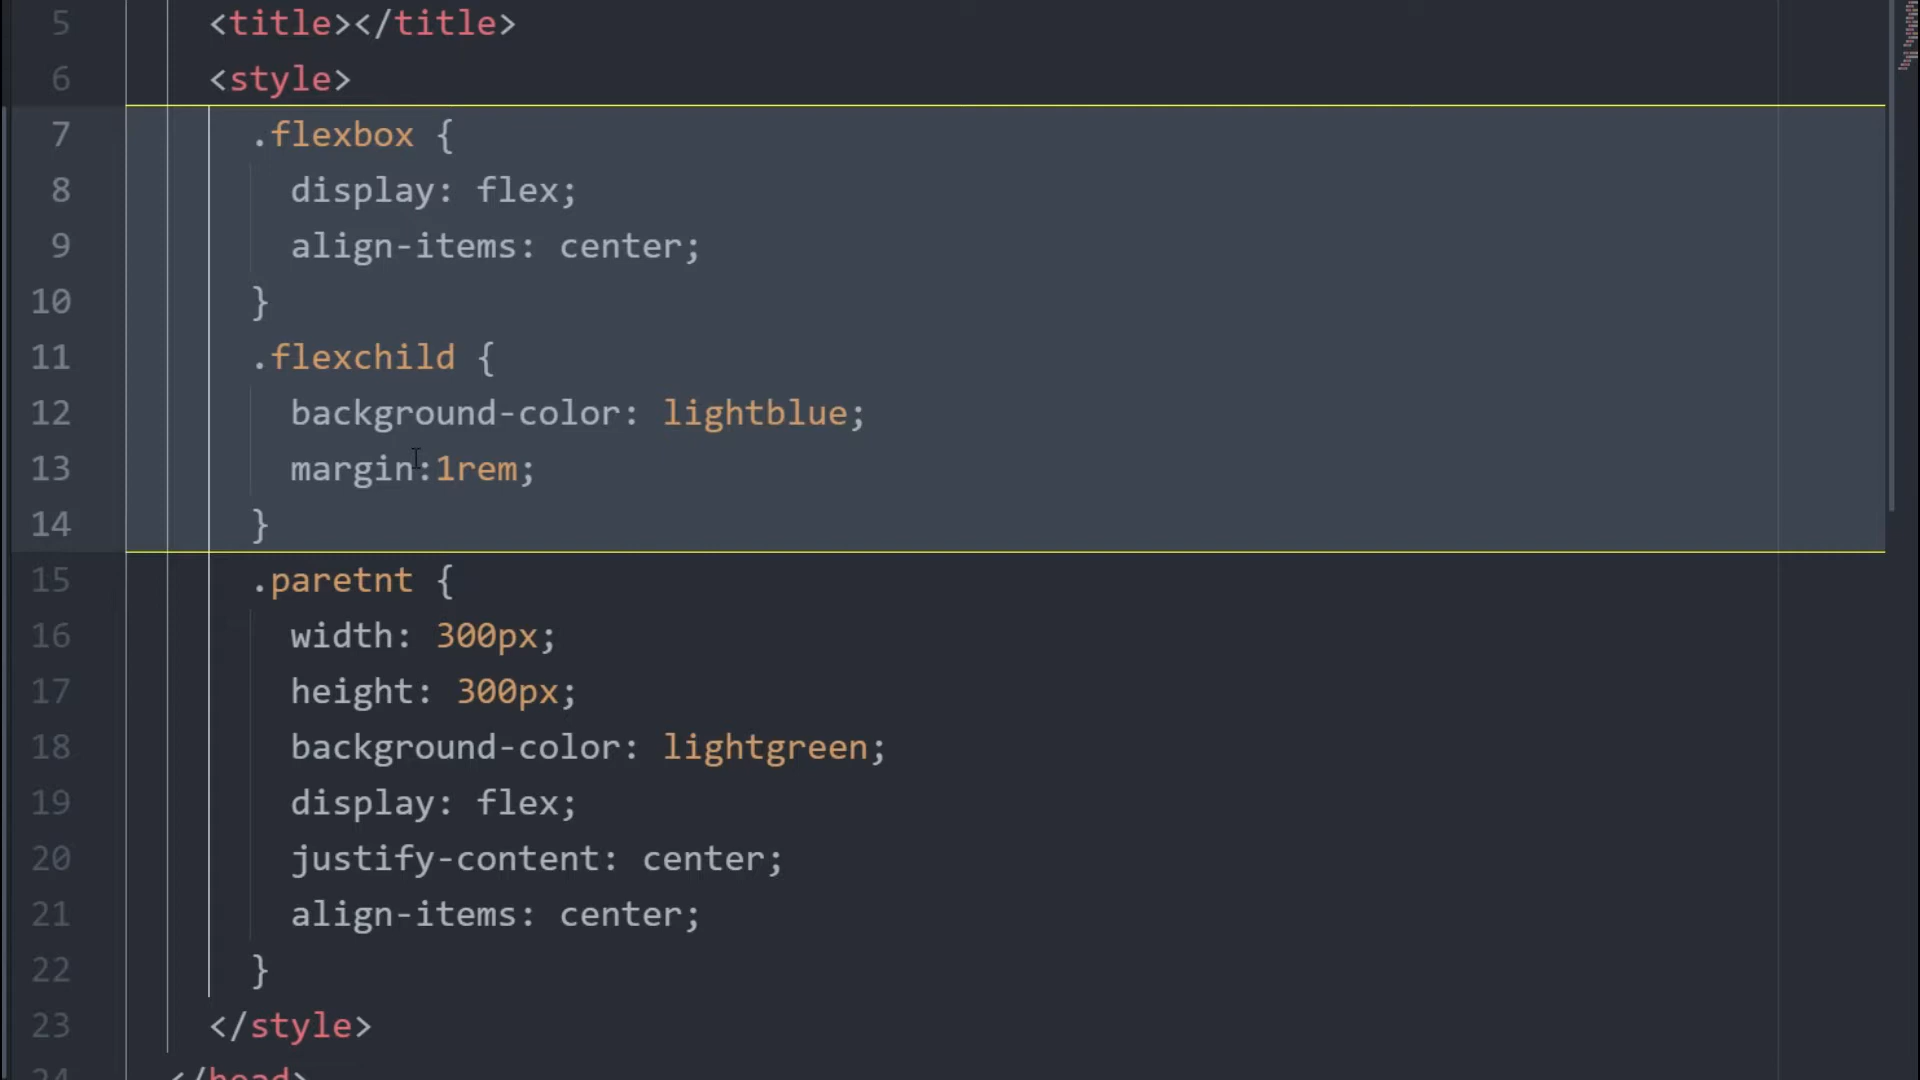 5 <title></title>
6 <style>
7 .flexbox {
8 display: flex;
9 align-items: center;
10 }
11 .flexchild {
12 background-color: lightblue;
13 margin:1rem;
14 }
15 .paretnt {
16 width: 300px;
17 height: 300px;
18 background-color: lightgreen;
19 display: flex;
20 justify-content: center;
21 align-items: center;
22 }
23 </style>
24 </head>